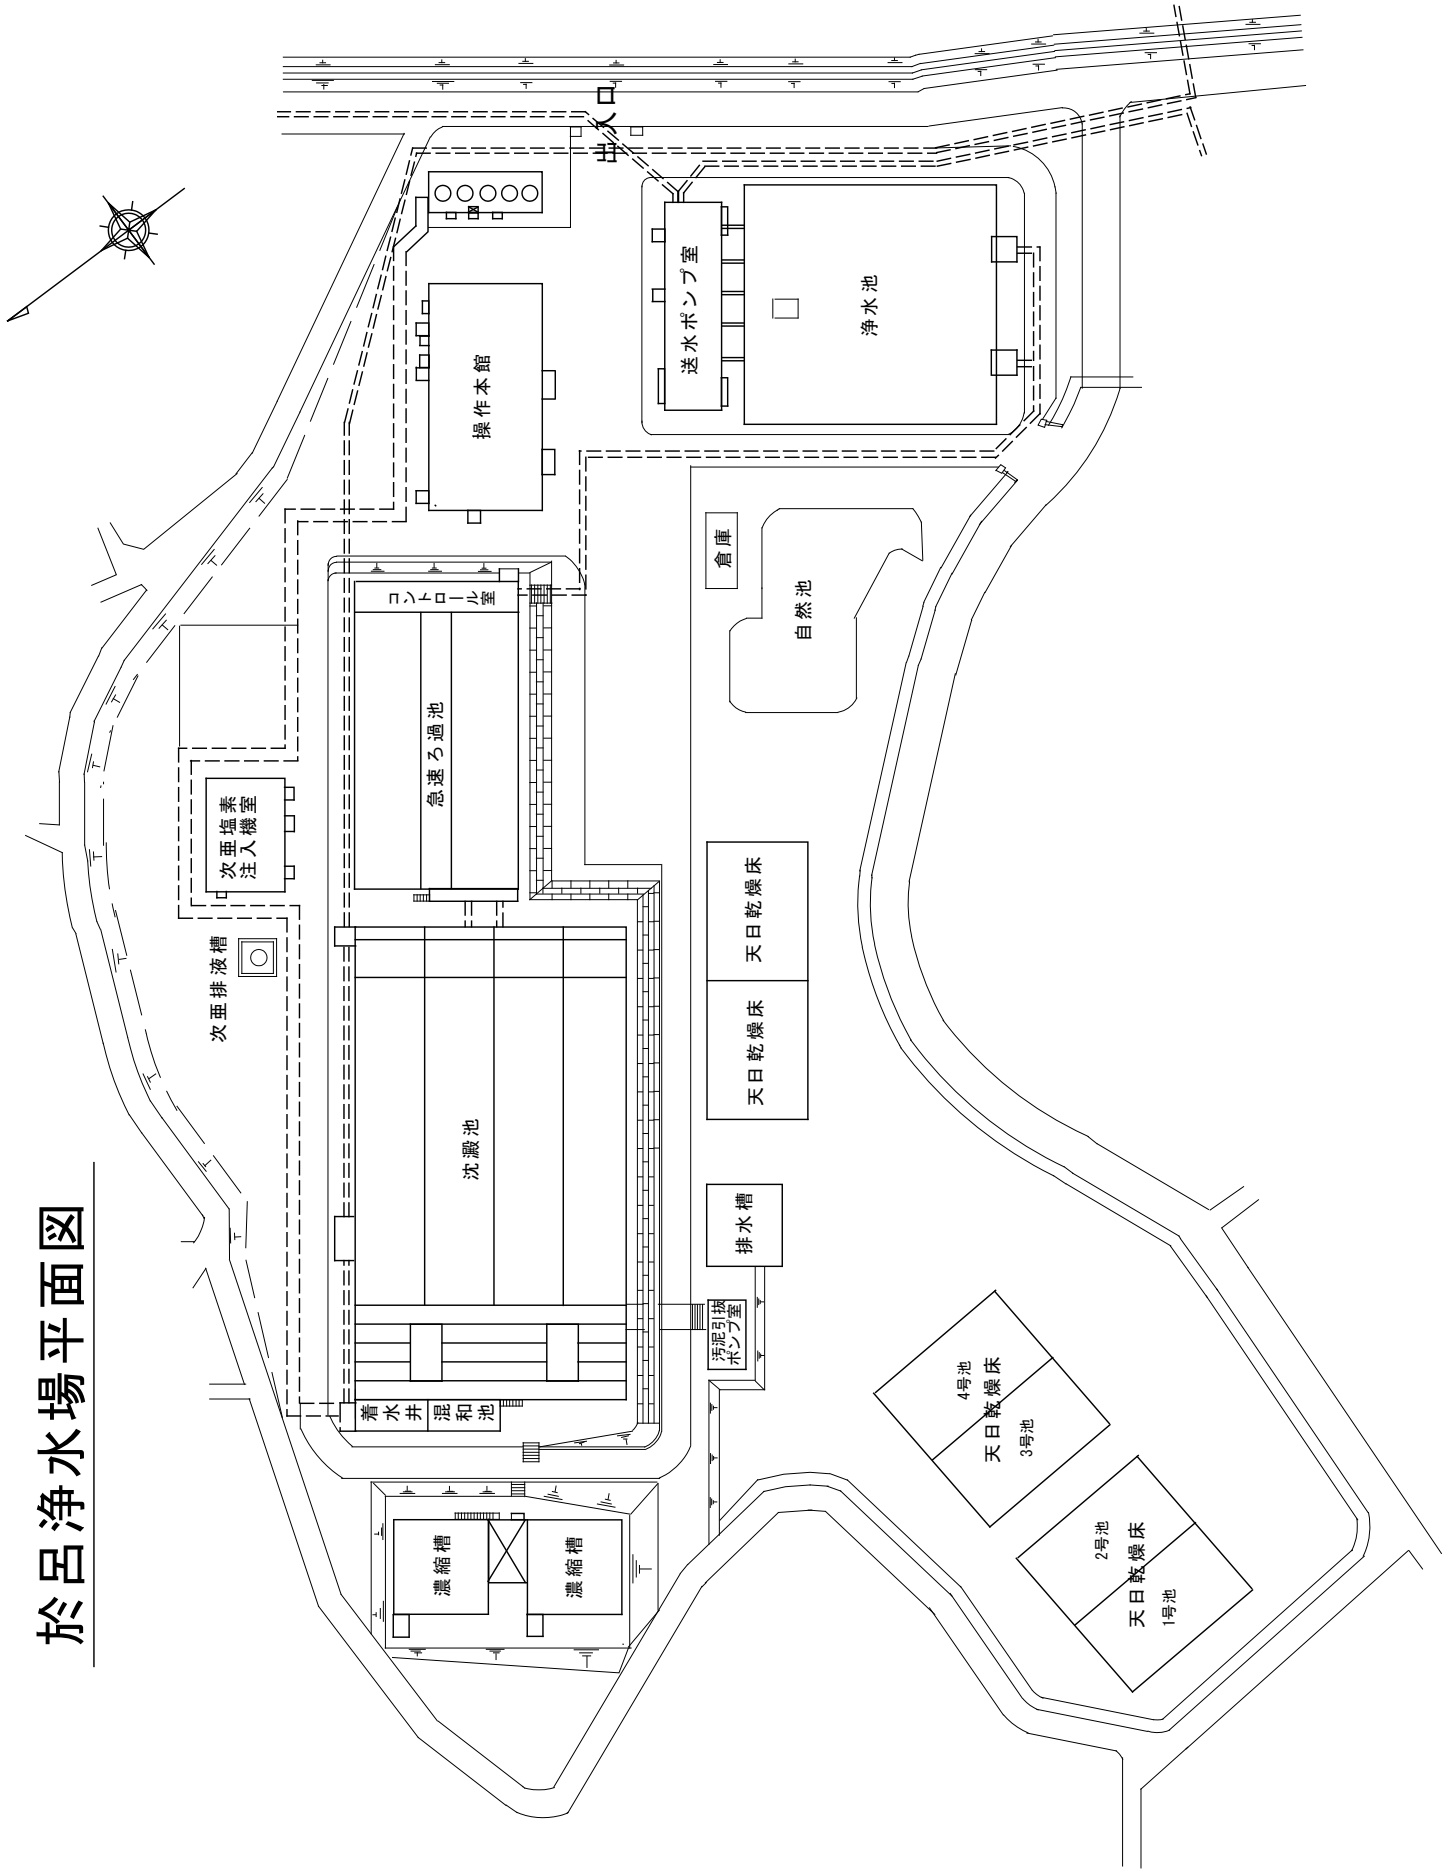 於呂浄水場平面図
入口
送水ポンプ室
浄水池
操作本館
倉庫
自然池
コントロール室
急速ろ過池
次亜塩素
注入機室
次亜排液槽
天日乾燥床
天日乾燥床
沈澱池
排水槽
汚泥引抜
ポンプ室
着水井
混和池
濃縮槽
濃縮槽
4号池
天日乾燥床
3号池
2号池
天日乾燥床
1号池